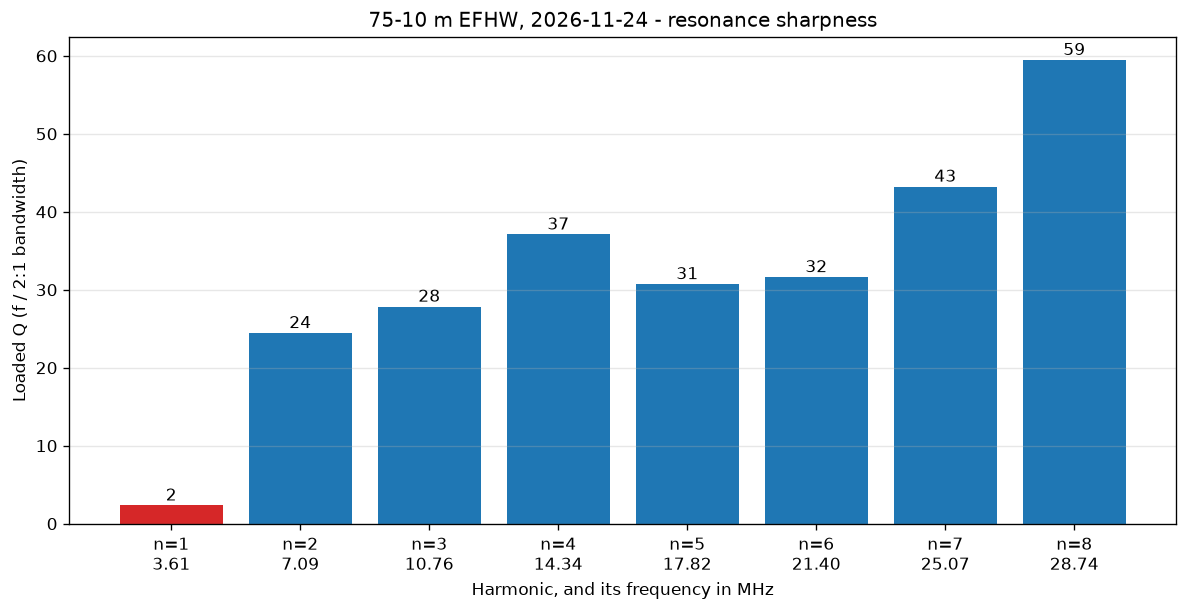 75-10 m EFHW, 2026-11-24 - resonance sharpness
Loaded Q (f / 2:1 bandwidth)
60
50
40
30
20
10
0
2
24
28
37
31
32
43
59
n=1
3.61
n=2
7.09
n=3
10.76
n=4
14.34
n=5
17.82
n=6
21.40
n=7
25.07
n=8
28.74
Harmonic, and its frequency in MHz